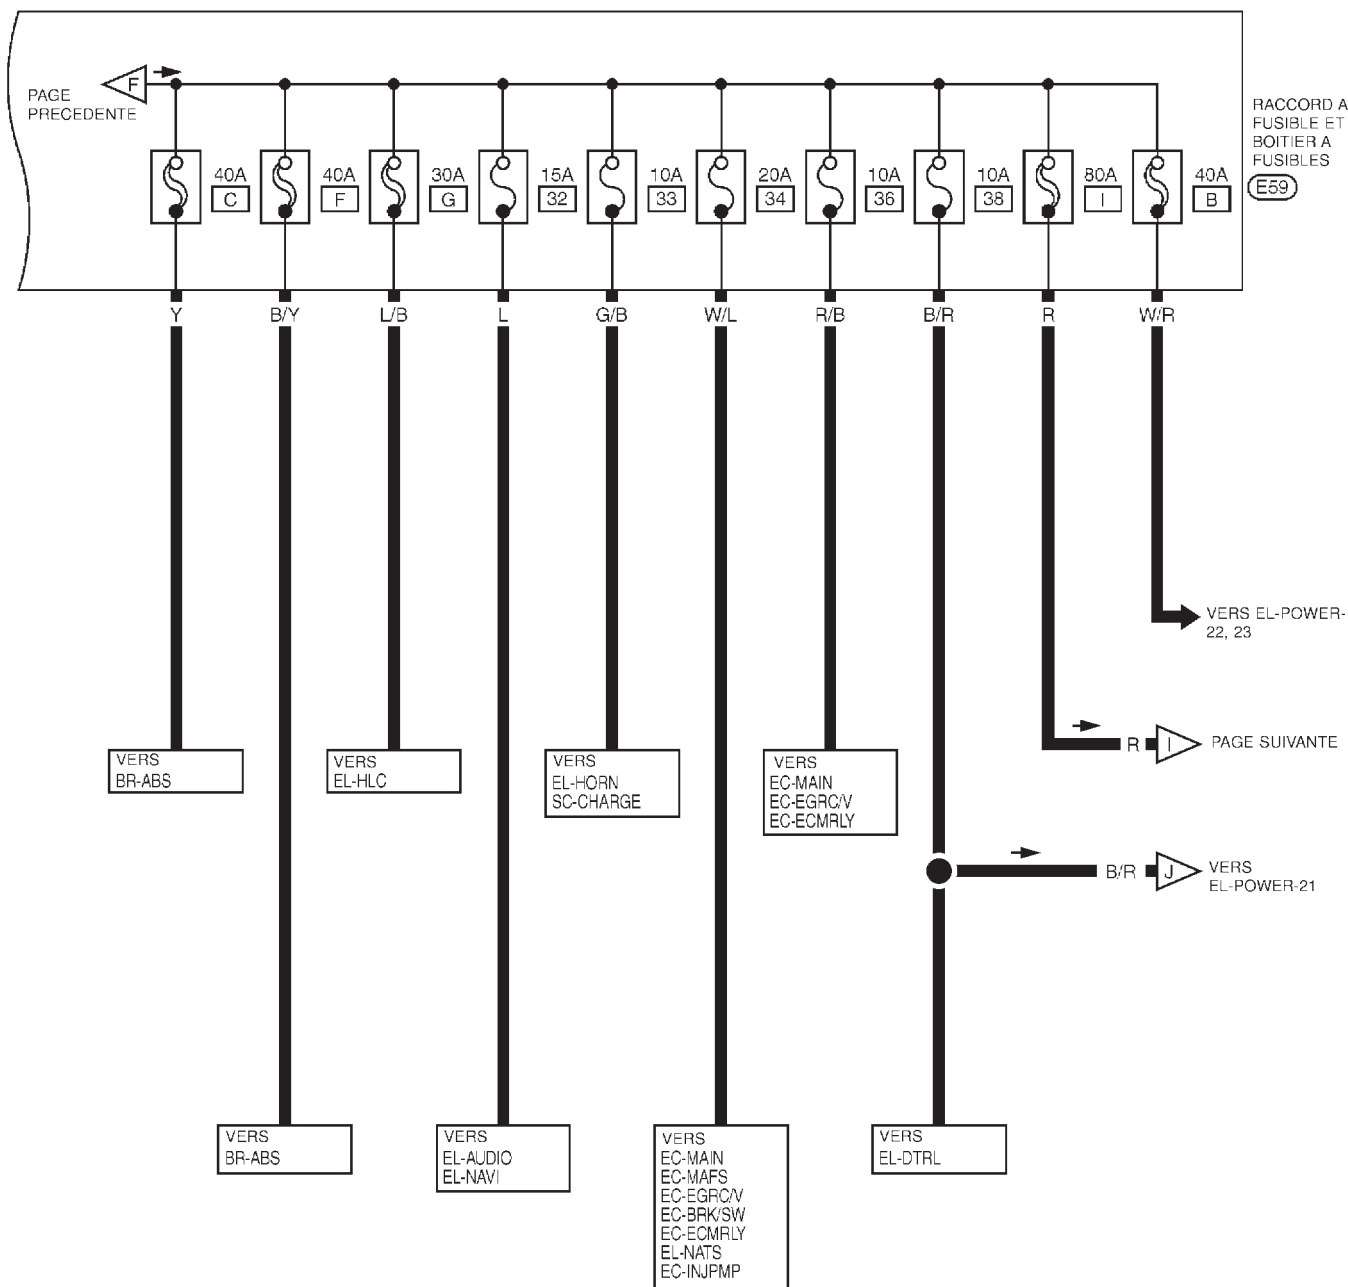 PAGE
PRECEDENTE
F
RACCORD A
FUSIBLE ET
BOITIER A
FUSIBLES
E59
40A
C
40A
F
30A
G
15A
32
10A
33
20A
34
10A
36
10A
38
80A
I
40A
B
Y
B/Y
L/B
L
G/B
W/L
R/B
B/R
R
W/R
VERS EL-POWER-
22, 23
R
I
PAGE SUIVANTE
VERS
BR-ABS
VERS
EL-HLC
VERS
EL-HORN
SC-CHARGE
VERS
EC-MAIN
EC-EGRC/V
EC-ECMRLY
B/R
J
VERS
EL-POWER-21
VERS
BR-ABS
VERS
EL-AUDIO
EL-NAVI
VERS
EC-MAIN
EC-MAFS
EC-EGRC/V
EC-BRK/SW
EC-ECMRLY
EL-NATS
EC-INJPMP
VERS
EL-DTRL